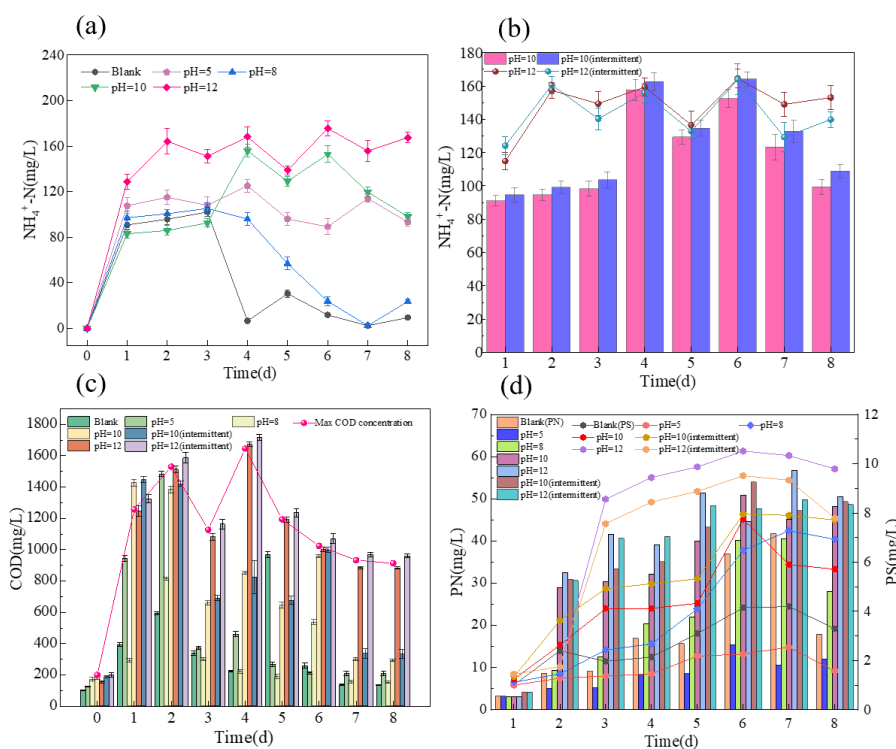 (a)
240
200
160
120
80
40
0
NH₄⁺-N(mg/L)
Blank pH=5 pH=8
pH=10 pH=12
0 1 2 3 4 5 6 7 8
Time(d)
(b)
180
160
140
120
100
80
60
40
20
0
NH₄⁺-N(mg/L)
pH=10 pH=10(intermittent)
pH=12 pH=12(intermittent)
1 2 3 4 5 6 7 8
Time(d)
(c)
1800
1600
1400
1200
1000
800
600
400
200
0
COD(mg/L)
Blank pH=5 pH=8 Max COD concentration
pH=10 pH=10(intermittent)
pH=12 pH=12(intermittent)
0 1 2 3 4 5 6 7 8
Time(d)
(d)
70
60
50
40
30
20
10
0
PN(mg/L)
Blank(PN) Blank(PS) pH=5 pH=8
pH=5 pH=10 pH=10(intermittent)
pH=8 pH=12 pH=12(intermittent)
pH=10
pH=12
pH=10(intermittent)
pH=12(intermittent)
12
10
8
6
4
2
0
PS(mg/L)
1 2 3 4 5 6 7 8
Time(d)